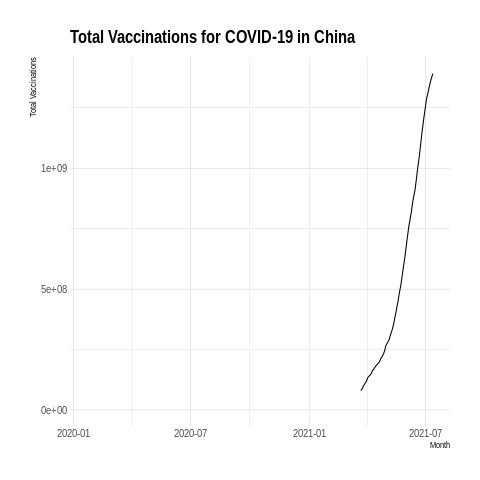 Total Vaccinations for COVID-19 in China
Total Vaccinations
1e+09
5e+08
0e+00
2020-01 2020-07 2021-01 2021-07
Month